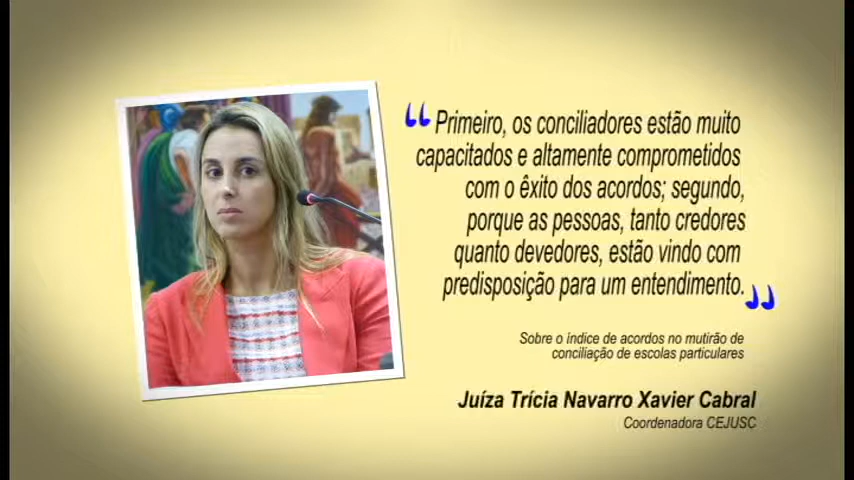 “Primeiro, os conciliadores estão muito
capacitados e altamente comprometidos
com o êxito dos acordos; segundo,
porque as pessoas, tanto credores
quanto devedores, estão vindo com
predisposição para um entendimento.”
Sobre o índice de acordos no mutirão de
conciliação de escolas particulares
Juíza Trícia Navarro Xavier Cabral
Coordenadora CEJUSC